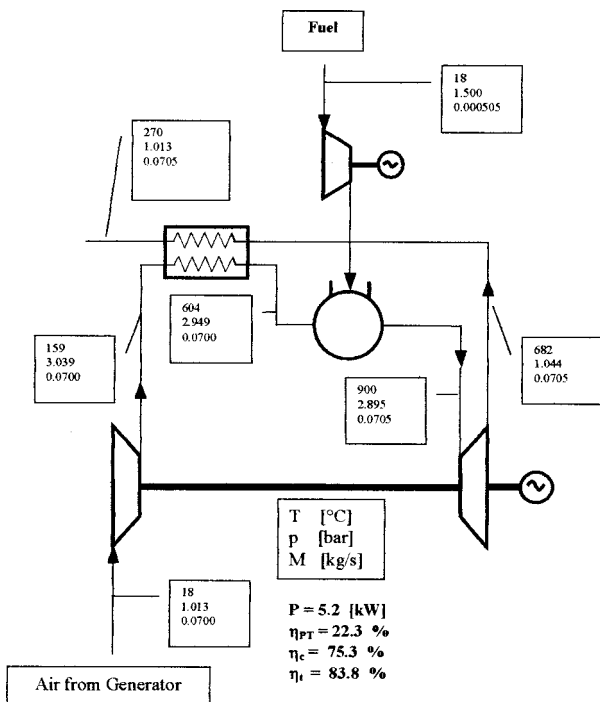 Fuel
18
1.500
0.000505
270
1.013
0.0705
604
2.949
0.0700
159
3.039
0.0700
682
1.044
0.0705
900
2.895
0.0705
T [°C]
p [bar]
M [kg/s]
18
1.013
0.0700
P = 5.2 [kW]
ηPT = 22.3 %
ηc = 75.3 %
ηt = 83.8 %
Air from Generator